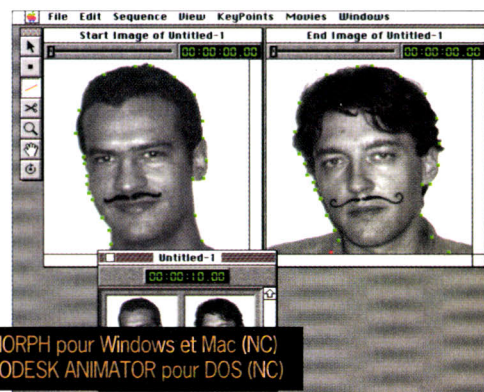 File Edit Sequence View KeyPoints Movies Windows
Start Image of Untitled-1
End Image of Untitled-1
00:00:00.00
00:00:00.00
Untitled-1
00:00:10.00
MORPH pour Windows et Mac (NC)
ODESK ANIMATOR pour DOS (NC)